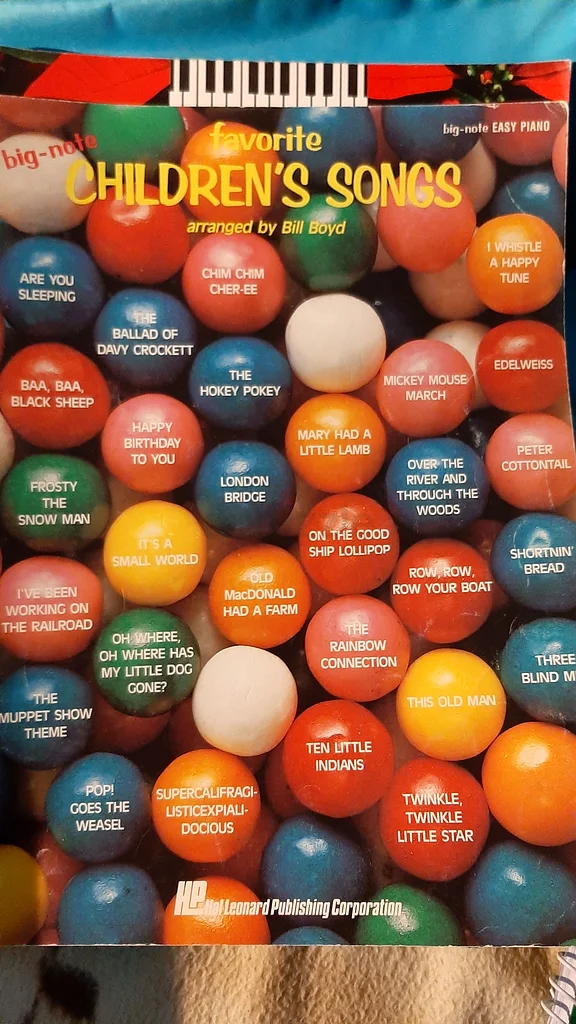 big-note EASY PIANO
big-note
favorite
CHILDREN'S SONGS
arranged by Bill Boyd
I WHISTLE
A HAPPY
TUNE
ARE YOU
SLEEPING
CHIM CHIM
CHER-EE
THE
BALLAD OF
DAVY CROCKETT
EDELWEISS
BAA, BAA,
BLACK SHEEP
THE
HOKEY POKEY
MICKEY MOUSE
MARCH
HAPPY
BIRTHDAY
TO YOU
MARY HAD A
LITTLE LAMB
PETER
COTTONTAIL
FROSTY
THE
SNOW MAN
LONDON
BRIDGE
OVER THE
RIVER AND
THROUGH THE
WOODS
IT'S A
SMALL WORLD
ON THE GOOD
SHIP LOLLIPOP
SHORTNIN'
BREAD
I'VE BEEN
WORKING ON
THE RAILROAD
OLD
MacDONALD
HAD A FARM
ROW, ROW,
ROW YOUR BOAT
OH WHERE,
OH WHERE HAS
MY LITTLE DOG
GONE?
THE
RAINBOW
CONNECTION
THREE
BLIND M
THE
MUPPET SHOW
THEME
THIS OLD MAN
TEN LITTLE
INDIANS
POP!
GOES THE
WEASEL
SUPERCALIFRAGI-
LISTICEXPIALI-
DOCIOUS
TWINKLE,
TWINKLE
LITTLE STAR
HP Hal Leonard Publishing Corporation